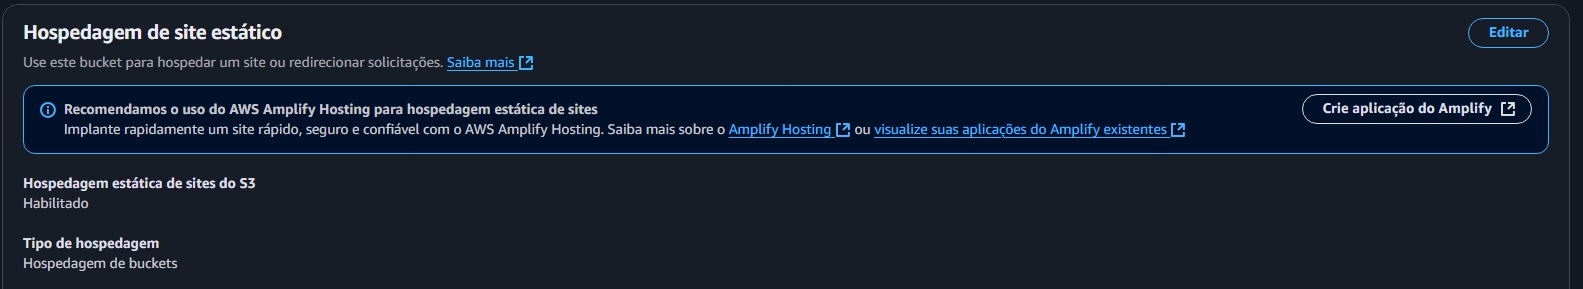 Hospedagem de site estático
Editar
Use este bucket para hospedar um site ou redirecionar solicitações. Saiba mais
Recomendamos o uso do AWS Amplify Hosting para hospedagem estática de sites
Crie aplicação do Amplify
Implante rapidamente um site rápido, seguro e confiável com o AWS Amplify Hosting. Saiba mais sobre o Amplify Hosting ou visualize suas aplicações do Amplify existentes
Hospedagem estática de sites do S3
Habilitado
Tipo de hospedagem
Hospedagem de buckets